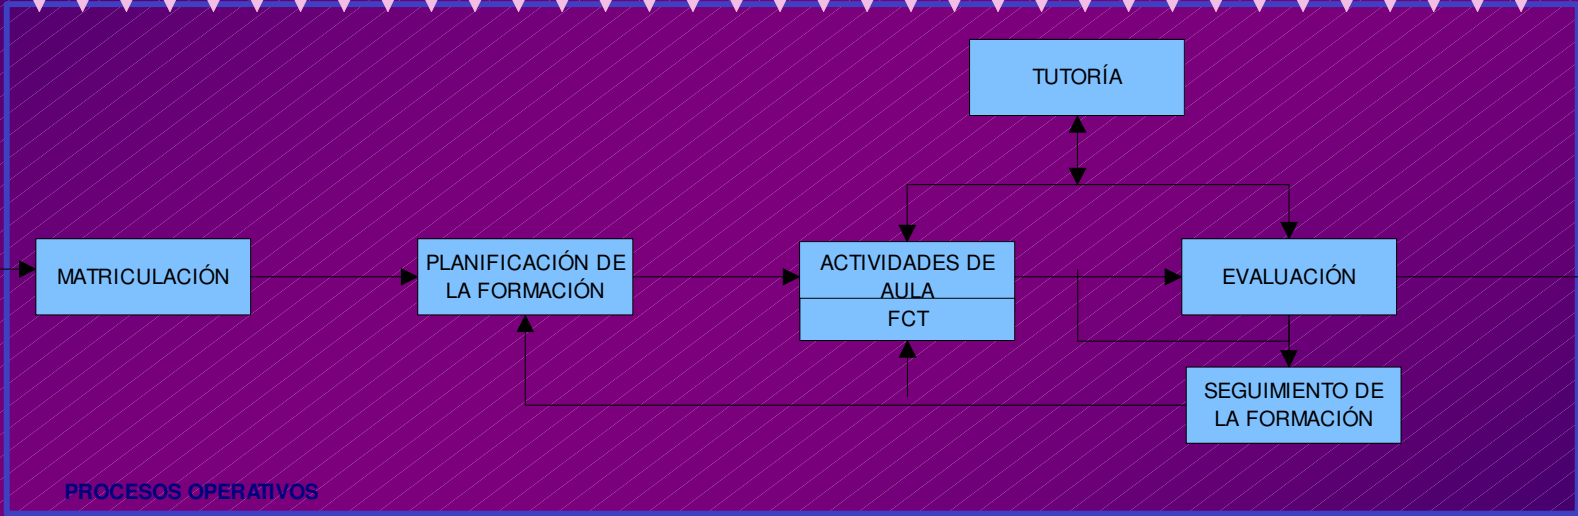 TUTORÍA
MATRICULACIÓN
PLANIFICACIÓN DE
LA FORMACIÓN
ACTIVIDADES DE
AULA
FCT
EVALUACIÓN
SEGUIMIENTO DE
LA FORMACIÓN
PROCESOS OPERATIVOS